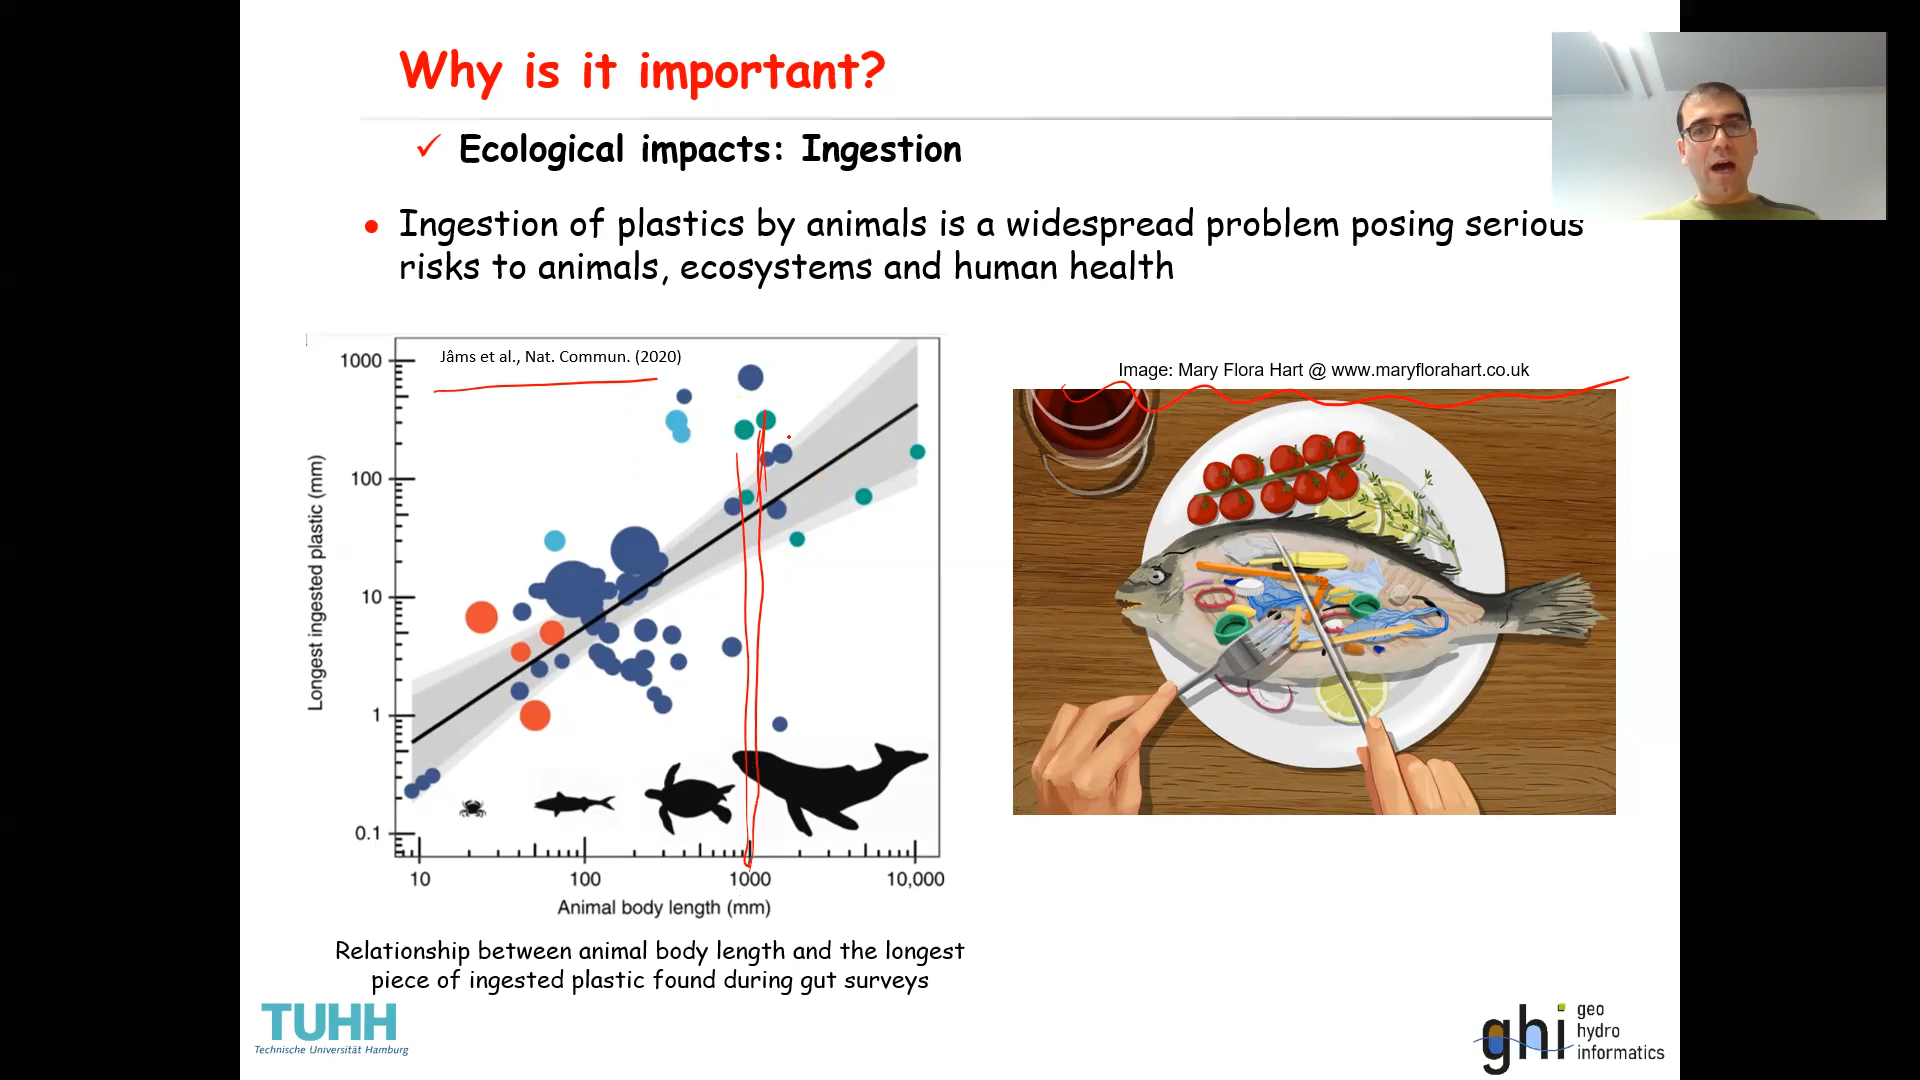 Why is it important?
✓ Ecological impacts: Ingestion
• Ingestion of plastics by animals is a widespread problem posing serious
risks to animals, ecosystems and human health
Jâms et al., Nat. Commun. (2020)
Longest ingested plastic (mm)
1000
100
10
1
0.1
10 100 1000 10,000
Animal body length (mm)
Relationship between animal body length and the longest
piece of ingested plastic found during gut surveys
Image: Mary Flora Hart @ www.maryflorahart.co.uk
TUHH
Technische Universität Hamburg
ghi
geo
hydro
informatics